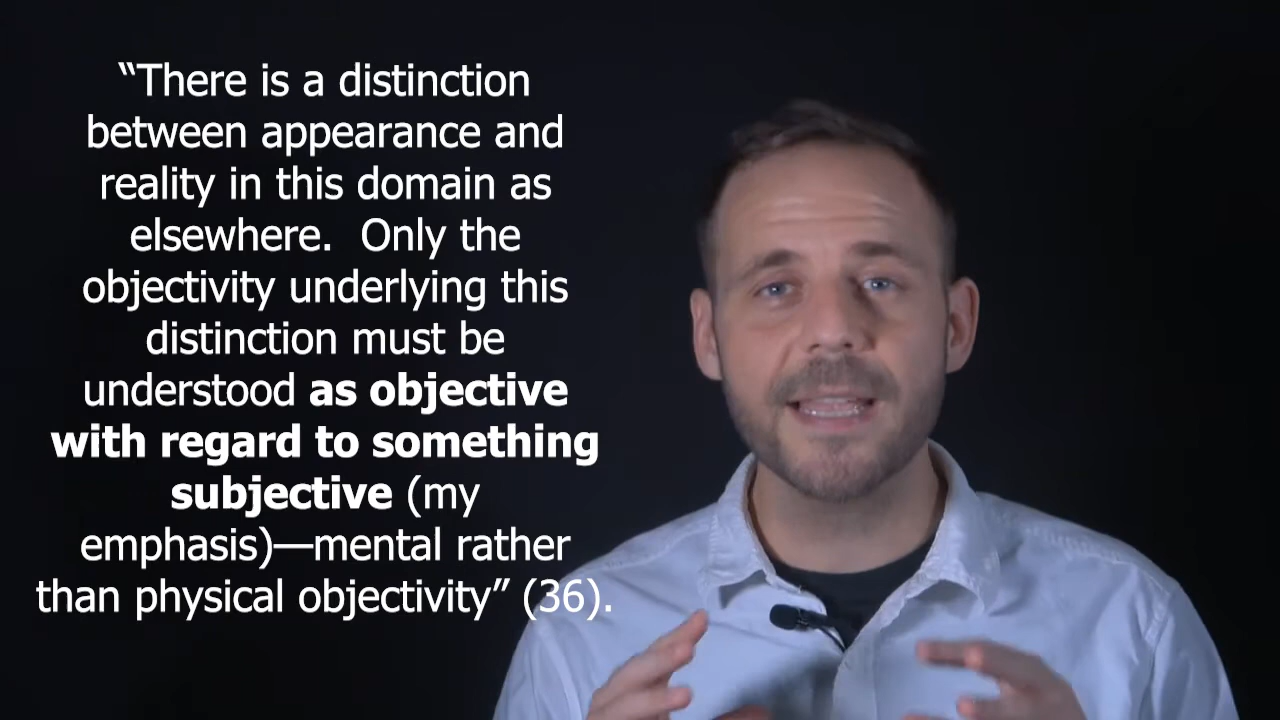 “There is a distinction
between appearance and
reality in this domain as
elsewhere.  Only the
objectivity underlying this
distinction must be
understood as objective
with regard to something
subjective (my
emphasis)—mental rather
than physical objectivity” (36).